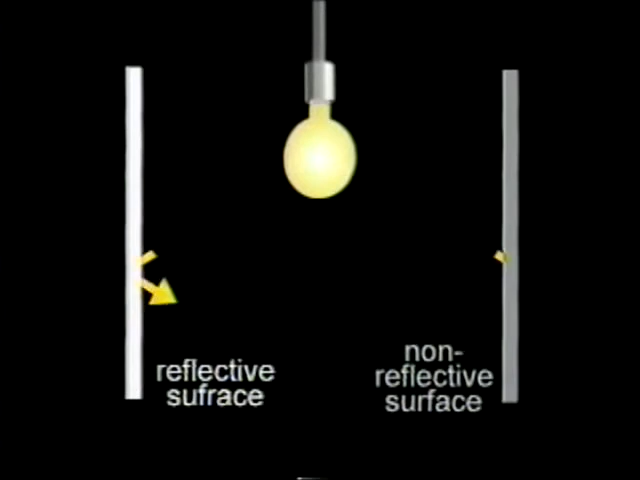 reflective
sufrace
non-
reflective
surface